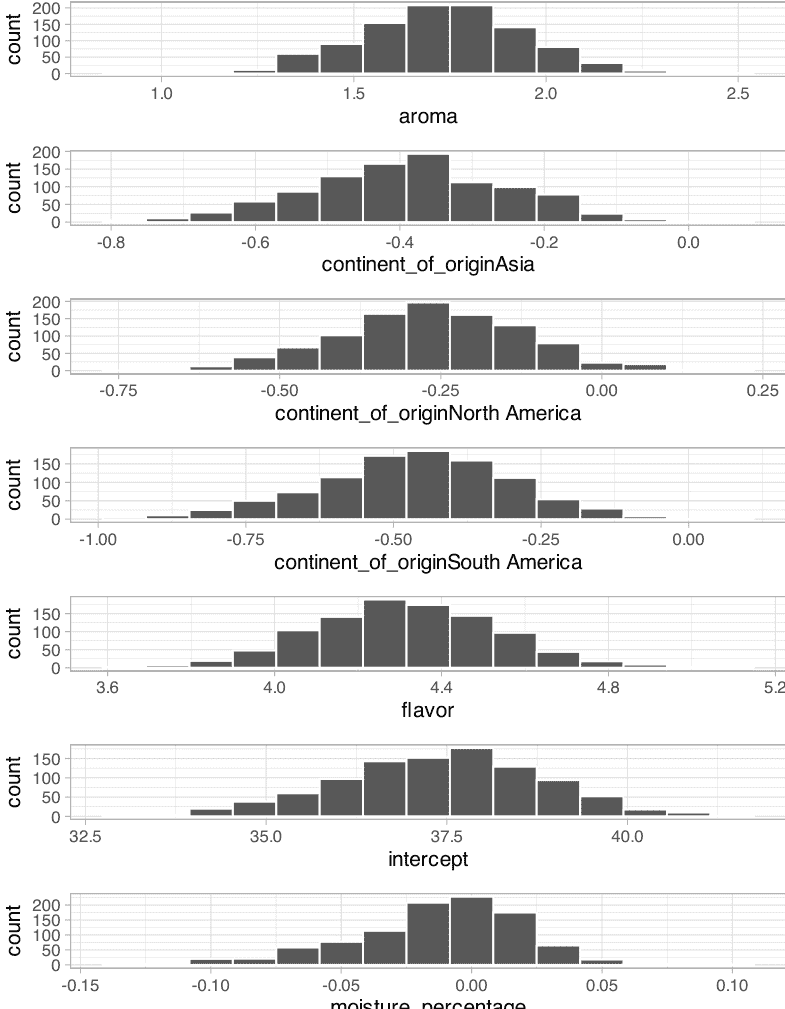 count
200
150
100
50
0
1.0 1.5 2.0 2.5
aroma
count
200
150
100
50
0
-0.8 -0.6 -0.4 -0.2 0.0
continent_of_originAsia
count
200
150
100
50
0
-0.75 -0.50 -0.25 0.00 0.25
continent_of_originNorth America
count
150
100
50
0
-1.00 -0.75 -0.50 -0.25 0.00
continent_of_originSouth America
count
150
100
50
0
3.6 4.0 4.4 4.8 5.2
flavor
count
150
100
50
0
32.5 35.0 37.5 40.0
intercept
count
200
150
100
50
0
-0.15 -0.10 -0.05 0.00 0.05 0.10
moisture_percentage